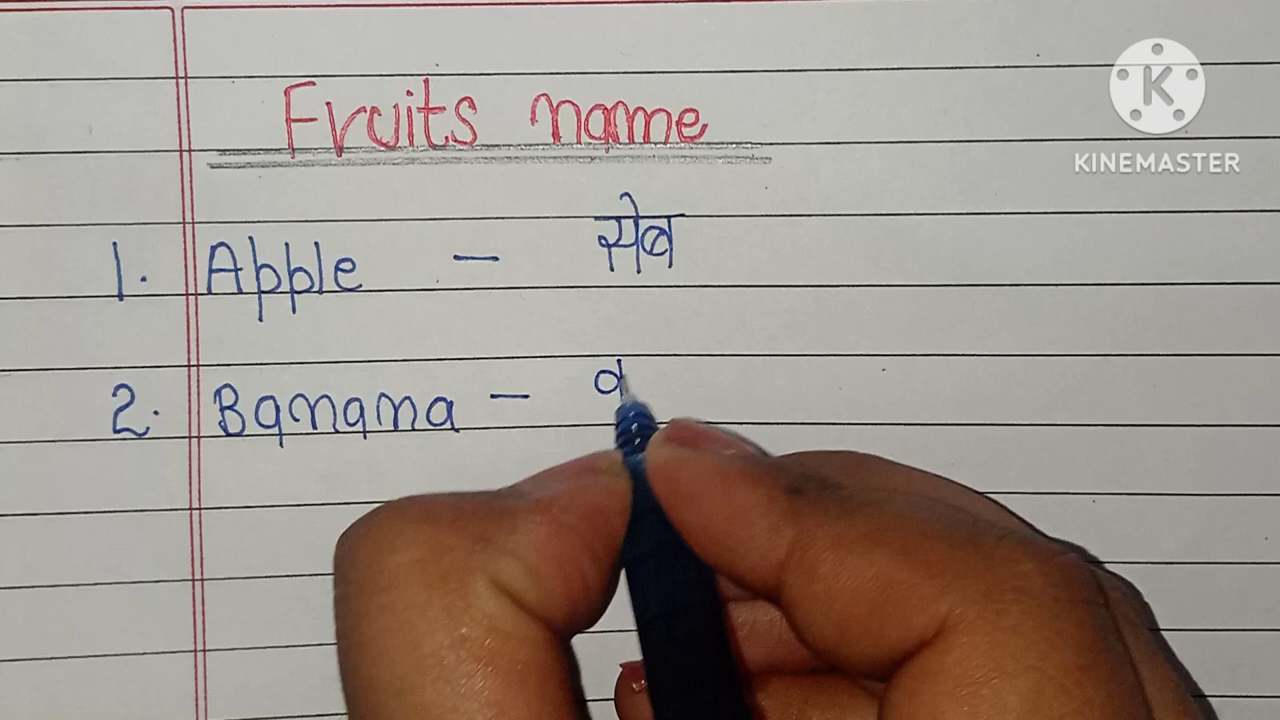 Fruits name
KINEMASTER
1. Apple - सेब
2. Banana -